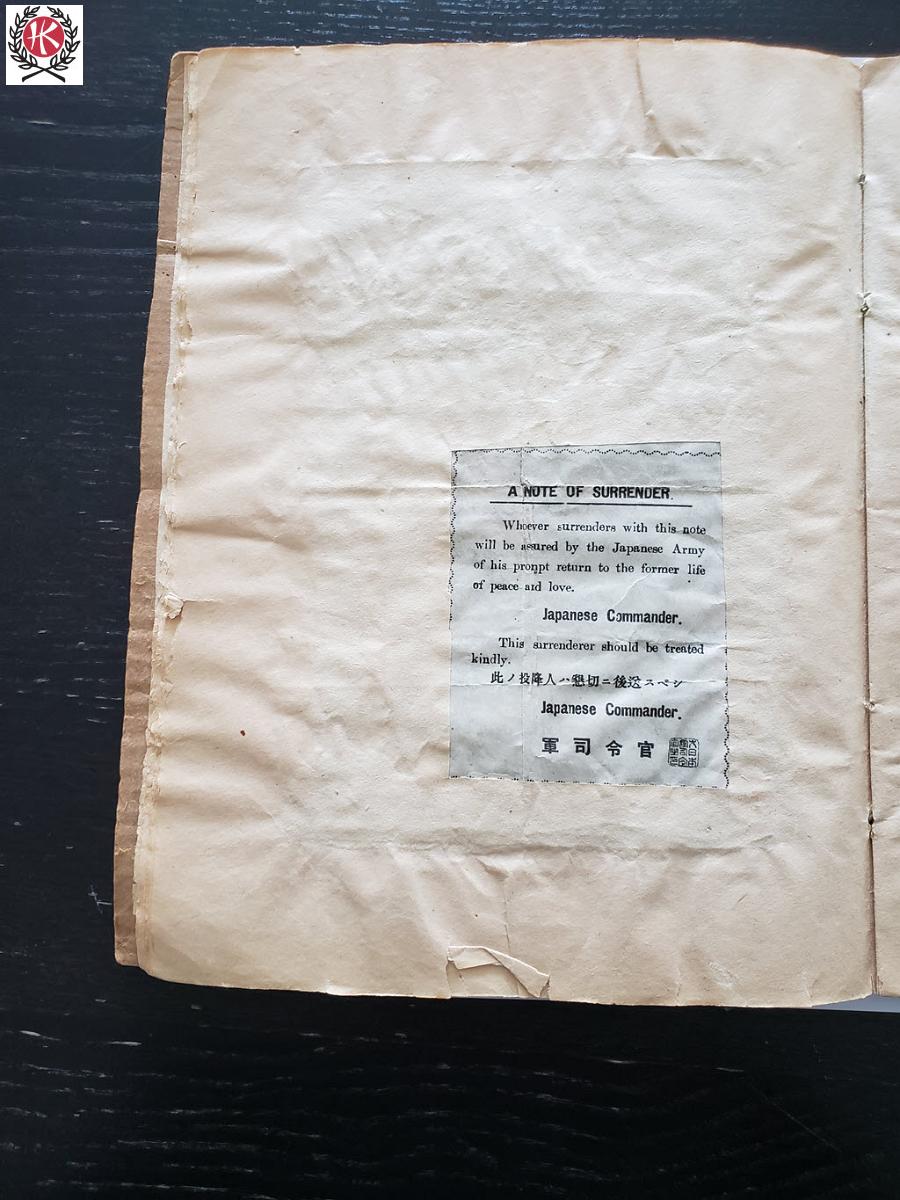 HK
A NOTE OF SURRENDER.
Whoever surrenders with this note
will be assured by the Japanese Army
of his pronpt return to the former life
of peace and love.
Japanese Commander.
This surrenderer should be treated
kindly.
此ノ投降人ハ懇切ニ後送スベシ
Japanese Commander.
軍司令官